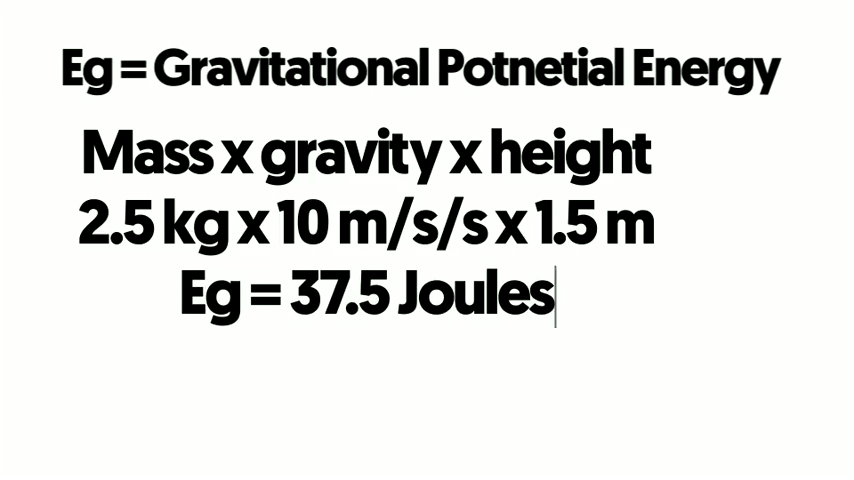 Eg = Gravitational Potnetial Energy
Mass x gravity x height
2.5 kg x 10 m/s/s x 1.5 m
Eg = 37.5 Joules